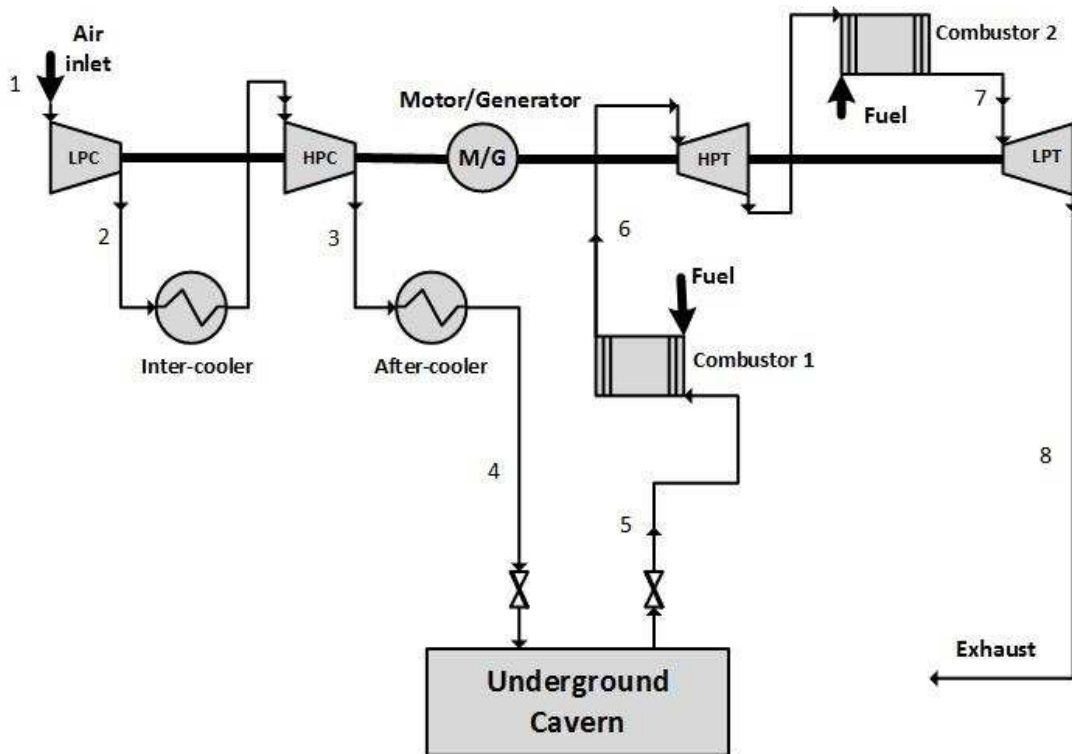 Air
inlet
1
LPC
2
Inter-cooler
HPC
3
After-cooler
4
Motor/Generator
M/G
Underground
Cavern
5
Combustor 1
Fuel
6
HPT
Combustor 2
Fuel
7
LPT
8
Exhaust